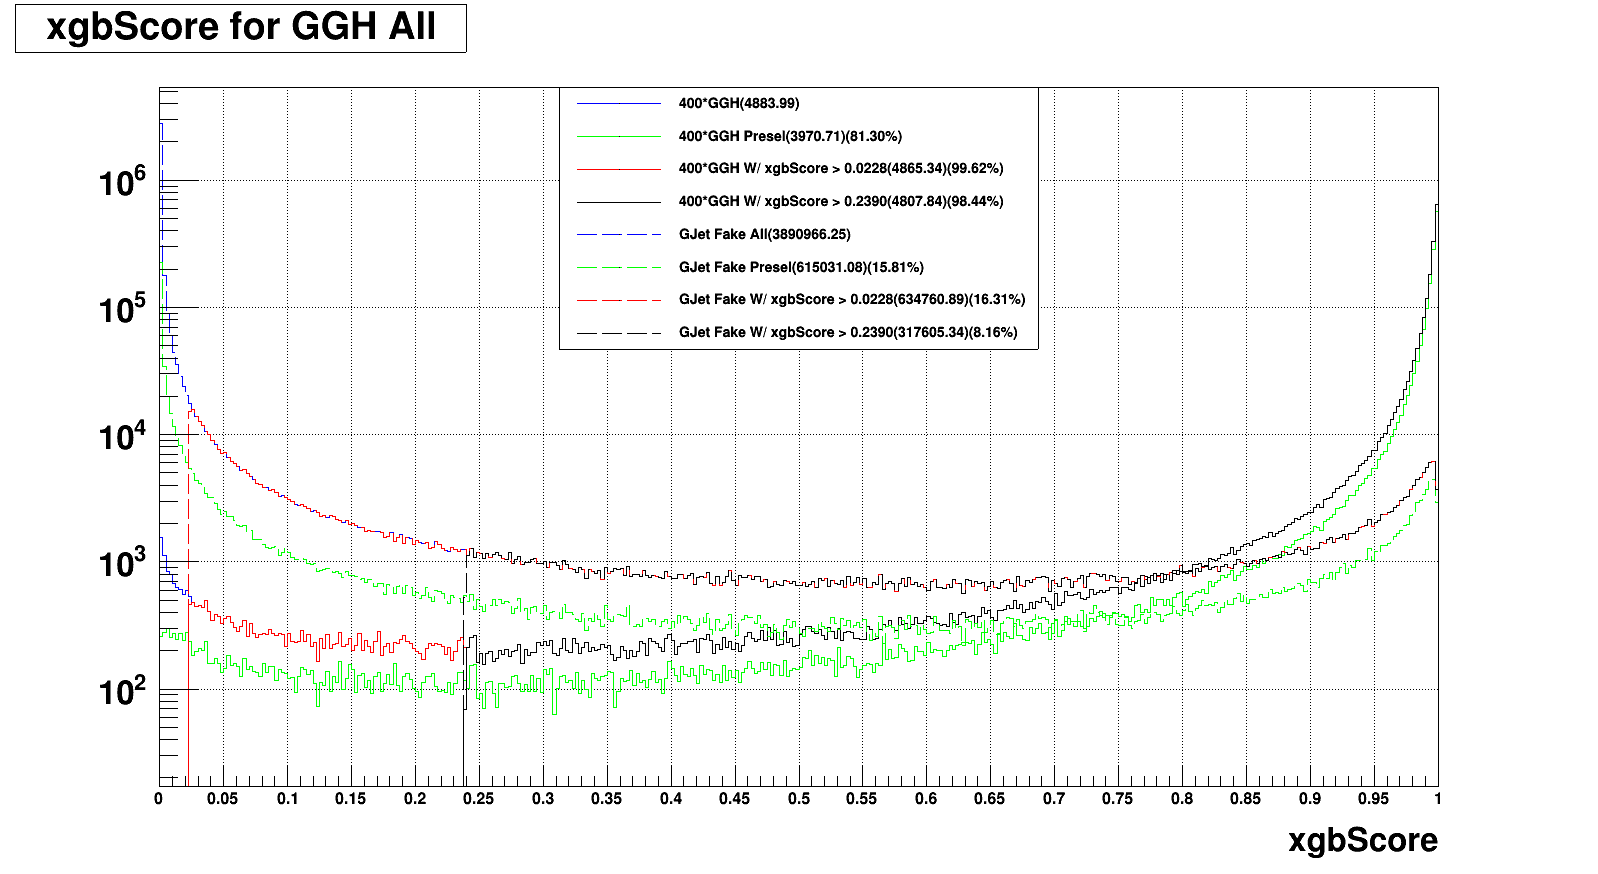 xgbScore for GGH All
400*GGH(4883.99)
400*GGH Presel(3970.71)(81.30%)
400*GGH W/ xgbScore > 0.0228(4865.34)(99.62%)
400*GGH W/ xgbScore > 0.2390(4807.84)(98.44%)
GJet Fake All(3890966.25)
GJet Fake Presel(615031.08)(15.81%)
GJet Fake W/ xgbScore > 0.0228(634760.89)(16.31%)
GJet Fake W/ xgbScore > 0.2390(317605.34)(8.16%)
10^6
10^5
10^4
10^3
10^2
0 0.05 0.1 0.15 0.2 0.25 0.3 0.35 0.4 0.45 0.5 0.55 0.6 0.65 0.7 0.75 0.8 0.85 0.9 0.95 1
xgbScore